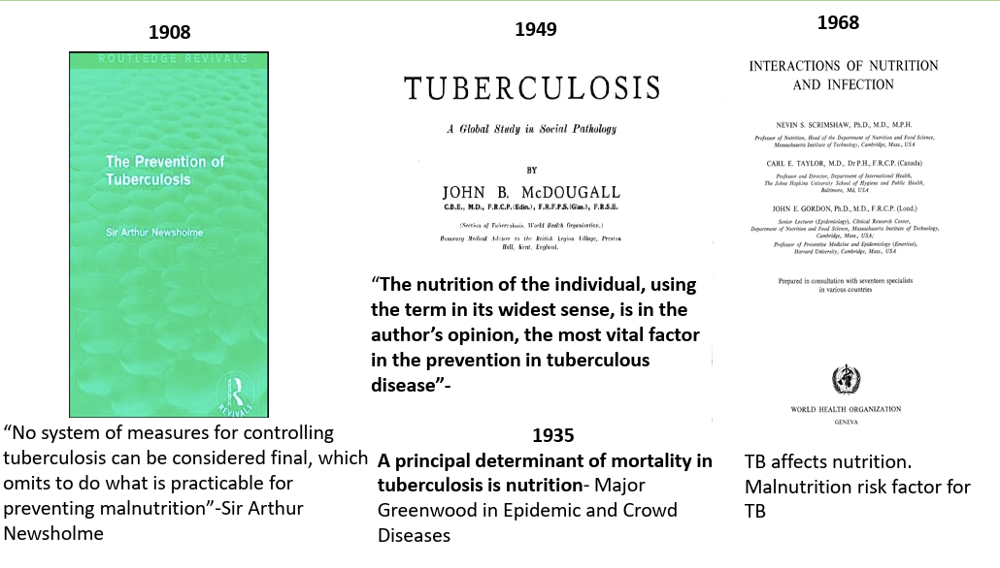 1908
ROUTLEDGE REVIVALS
The Prevention of
Tuberculosis
Sir Arthur Newsholme
REVIVALS
“No system of measures for controlling
tuberculosis can be considered final, which
omits to do what is practicable for
preventing malnutrition”-Sir Arthur
Newsholme
1949
TUBERCULOSIS
A Global Study in Social Pathology
BY
JOHN B. McDOUGALL
C.B.E., M.D., F.R.C.P.(Edin.), F.R.F.P.S.(Glas.), F.R.S.E.
(Section of Tuberculosis, World Health Organisation.)
Honorary Medical Adviser to the British Legion Village, Preston
Hall, Kent, England.
“The nutrition of the individual, using
the term in its widest sense, is in the
author’s opinion, the most vital factor
in the prevention in tuberculous
disease”-
1935
A principal determinant of mortality in
tuberculosis is nutrition- Major
Greenwood in Epidemic and Crowd
Diseases
1968
INTERACTIONS OF NUTRITION
AND INFECTION
NEVIN S. SCRIMSHAW, Ph.D., M.D., M.P.H.
Professor of Nutrition, Head of the Department of Nutrition and Food Science,
Massachusetts Institute of Technology, Cambridge, Mass., USA
CARL E. TAYLOR, M.D., Dr P.H., F.R.C.P. (Canada)
Professor and Director, Department of International Health,
The Johns Hopkins University School of Hygiene and Public Health,
Baltimore, Md, USA
JOHN E. GORDON, Ph.D., M.D., F.R.C.P. (Lond.)
Senior Lecturer (Epidemiology), Clinical Research Center,
Department of Nutrition and Food Science, Massachusetts Institute of Technology,
Cambridge, Mass., USA;
Professor of Preventive Medicine and Epidemiology (Emeritus),
Harvard University, Cambridge, Mass., USA
Prepared in consultation with seventeen specialists
in various countries
WORLD HEALTH ORGANIZATION
GENEVA
TB affects nutrition.
Malnutrition risk factor for
TB